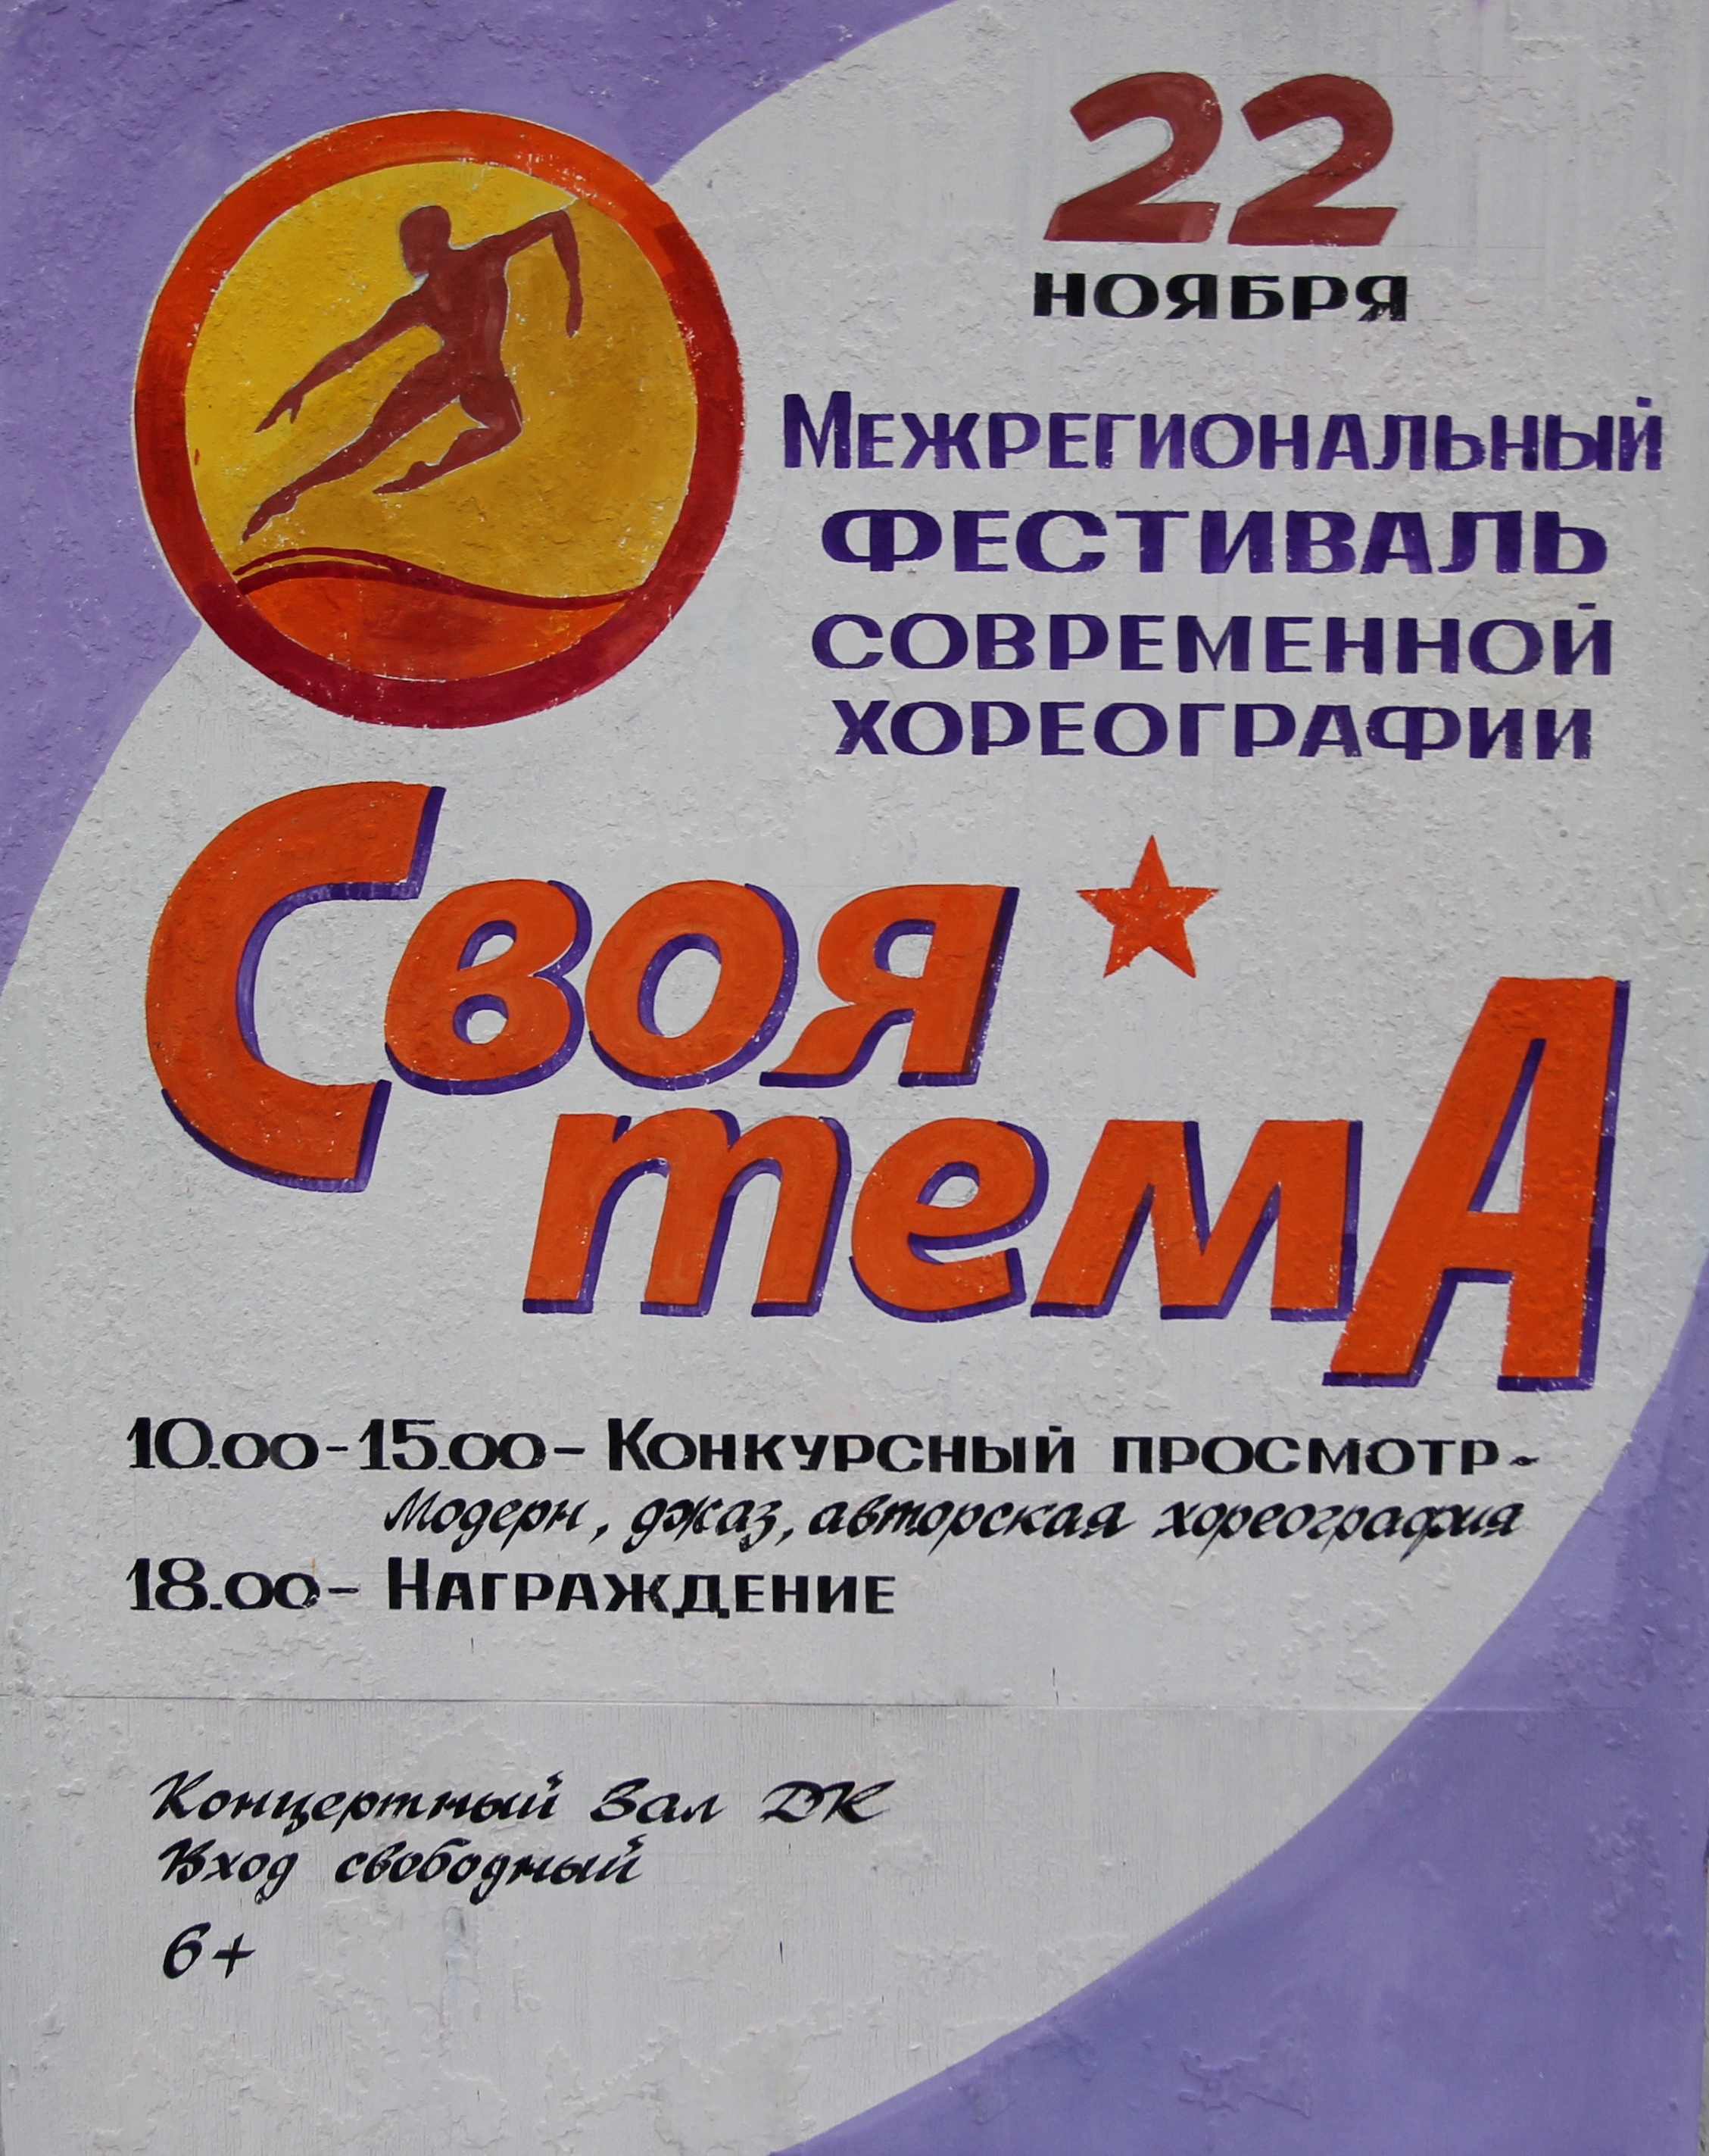 22
НОЯБРЯ
МЕЖРЕГИОНАЛЬНЫЙ
ФЕСТИВАЛЬ
СОВРЕМЕННОЙ
ХОРЕОГРАФИИ
Своя
темА
10.00-15.00- КОНКУРСНЫЙ ПРОСМОТР-
Модерн, джаз, авторская хореография
18.00- НАГРАЖДЕНИЕ
Концертный Зал ДК
Вход свободный
6+